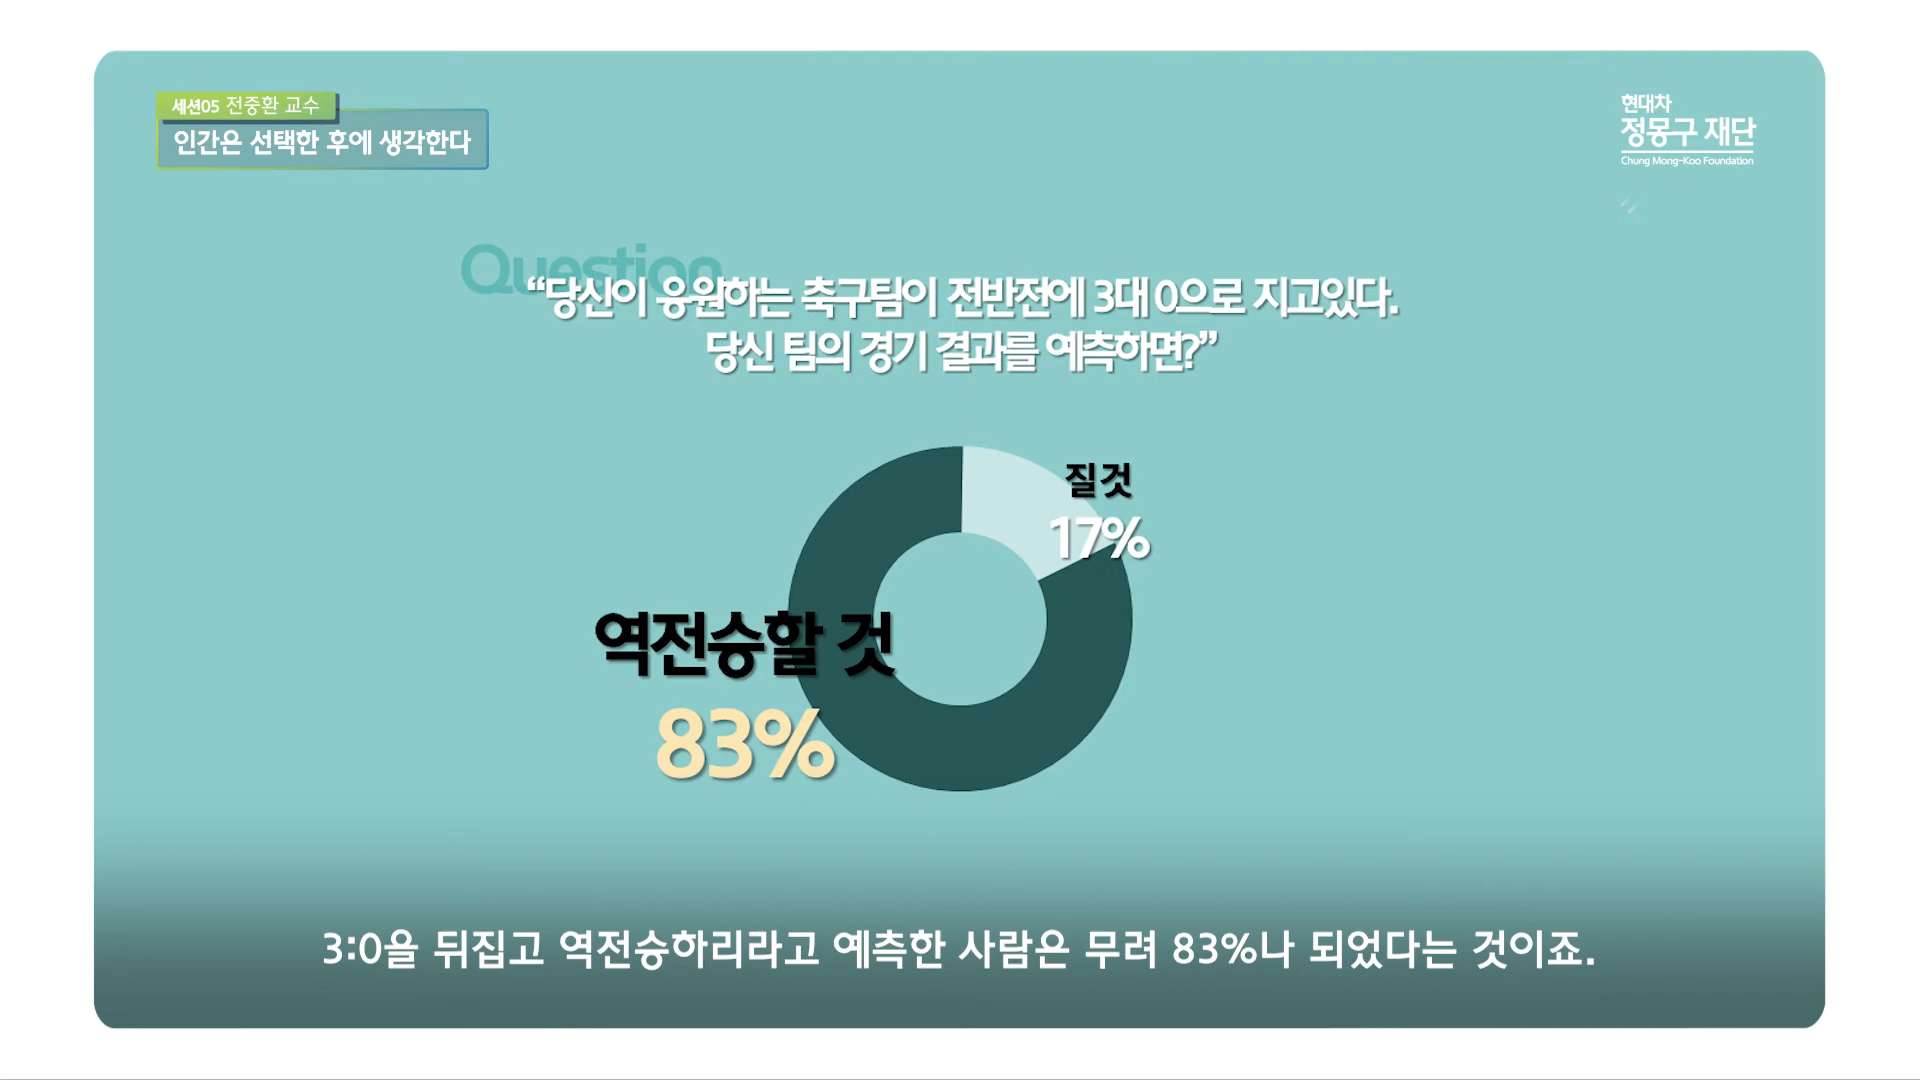 세션05 전중환 교수
인간은 선택한 후에 생각한다
현대차
정몽구 재단
Chung Mong-Koo Foundation
Question
“당신이 응원하는 축구팀이 전반전에 3대 0으로 지고있다.
당신 팀의 경기 결과를 예측하면?”
질것
17%
역전승할 것
83%
3:0을 뒤집고 역전승하리라고 예측한 사람은 무려 83%나 되었다는 것이죠.